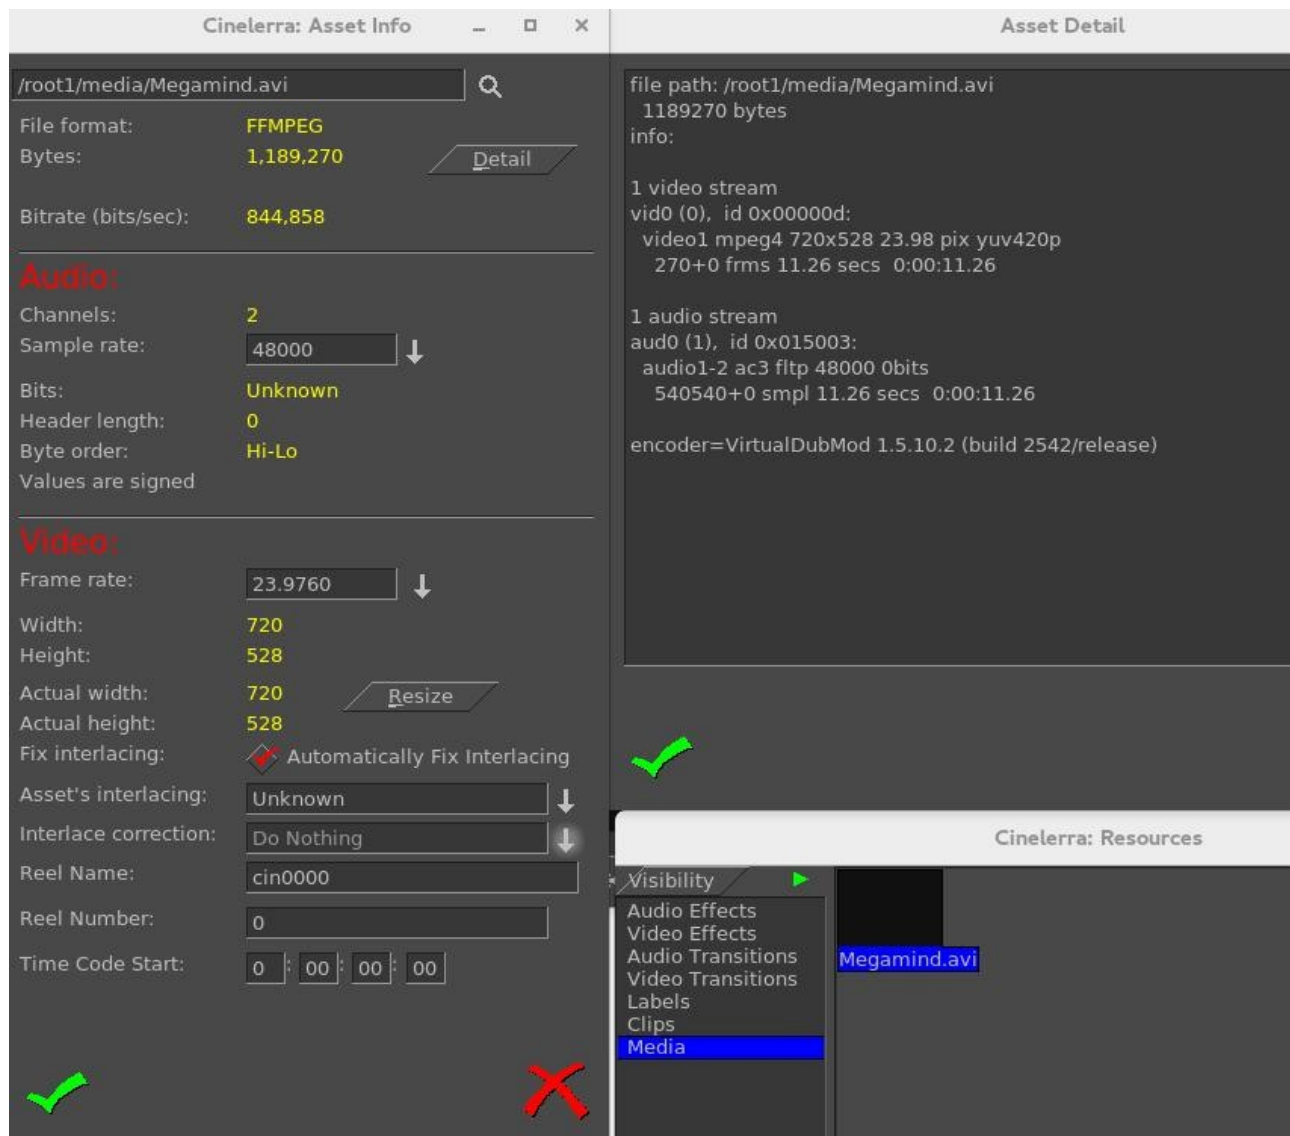 Cinelerra: Asset Info
/root1/media/Megamind.avi
File format: FFMPEG
Bytes: 1,189,270
Detail
Bitrate (bits/sec): 844,858
Audio:
Channels: 2
Sample rate: 48000
Bits: Unknown
Header length: 0
Byte order: Hi-Lo
Values are signed
Video:
Frame rate: 23.9760
Width: 720
Height: 528
Actual width: 720
Resize
Actual height: 528
Fix interlacing: Automatically Fix Interlacing
Asset's interlacing: Unknown
Interlace correction: Do Nothing
Reel Name: cin0000
Reel Number: 0
Time Code Start: 0 : 00 : 00 : 00
Asset Detail
file path: /root1/media/Megamind.avi
1189270 bytes
info:
1 video stream
vid0 (0), id 0x00000d:
video1 mpeg4 720x528 23.98 pix yuv420p
270+0 frms 11.26 secs 0:00:11.26
1 audio stream
aud0 (1), id 0x015003:
audio1-2 ac3 fltp 48000 0bits
540540+0 smpl 11.26 secs 0:00:11.26
encoder=VirtualDubMod 1.5.10.2 (build 2542/release)
Cinelerra: Resources
Visibility
Audio Effects
Video Effects
Audio Transitions
Video Transitions
Labels
Clips
Media
Megamind.avi